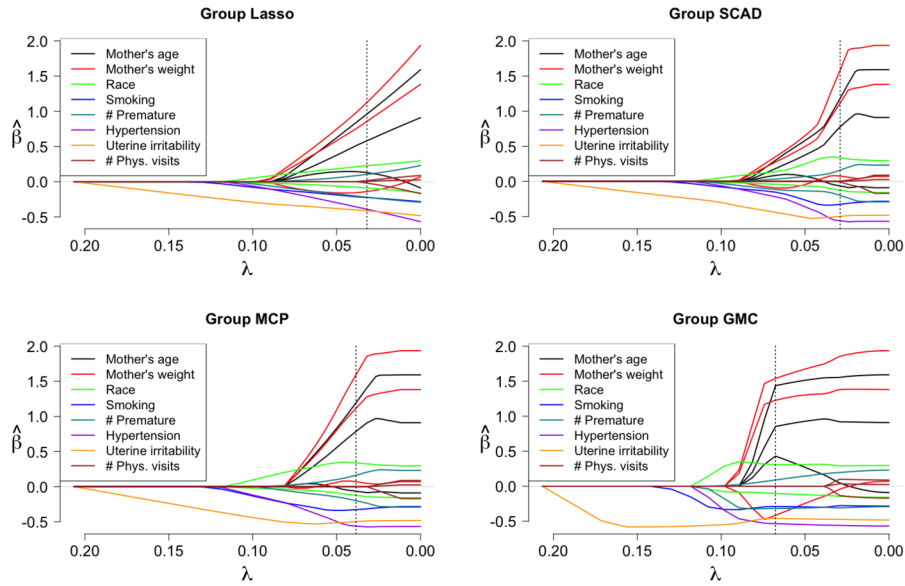 Group Lasso
2.0
1.5
1.0
0.5
0.0
-0.5
β̂
Mother's age
Mother's weight
Race
Smoking
# Premature
Hypertension
Uterine irritability
# Phys. visits
0.20 0.15 0.10 0.05 0.00
λ
Group SCAD
2.0
1.5
1.0
0.5
0.0
-0.5
β̂
Mother's age
Mother's weight
Race
Smoking
# Premature
Hypertension
Uterine irritability
# Phys. visits
0.20 0.15 0.10 0.05 0.00
λ
Group MCP
2.0
1.5
1.0
0.5
0.0
-0.5
β̂
Mother's age
Mother's weight
Race
Smoking
# Premature
Hypertension
Uterine irritability
# Phys. visits
0.20 0.15 0.10 0.05 0.00
λ
Group GMC
2.0
1.5
1.0
0.5
0.0
-0.5
β̂
Mother's age
Mother's weight
Race
Smoking
# Premature
Hypertension
Uterine irritability
# Phys. visits
0.20 0.15 0.10 0.05 0.00
λ